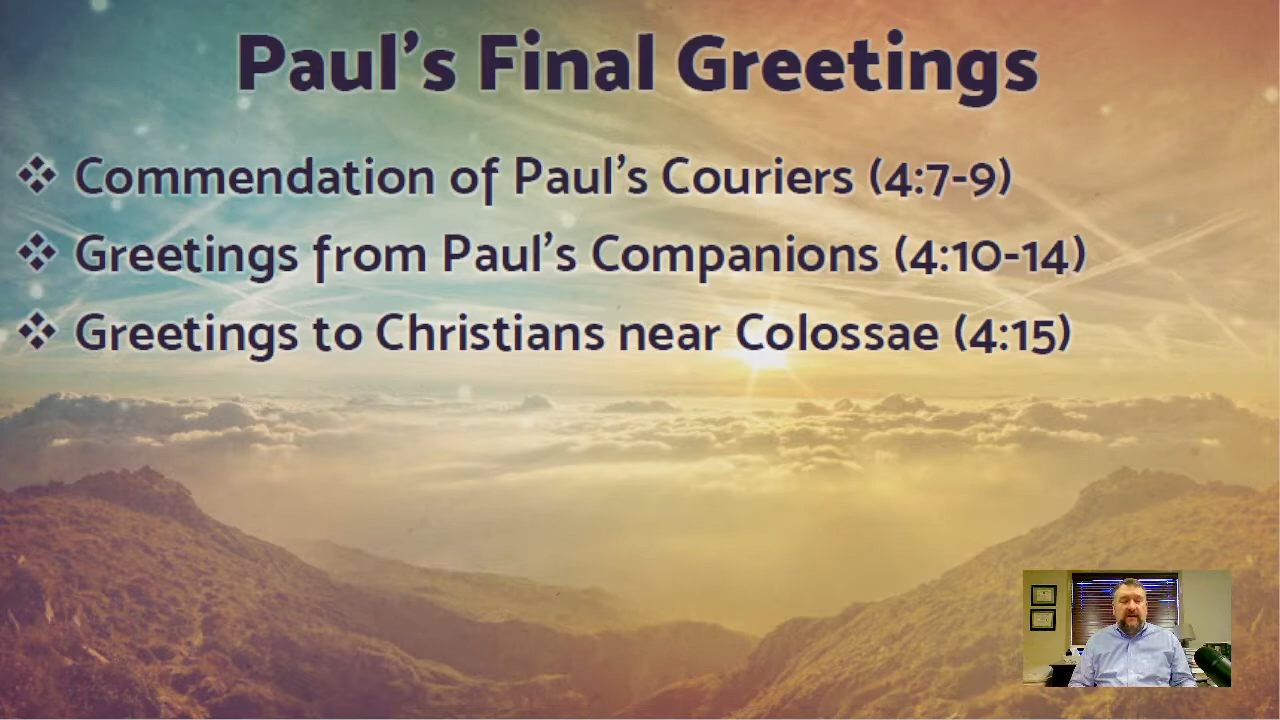 Paul’s Final Greetings
❖ Commendation of Paul’s Couriers (4:7-9)
❖ Greetings from Paul’s Companions (4:10-14)
❖ Greetings to Christians near Colossae (4:15)